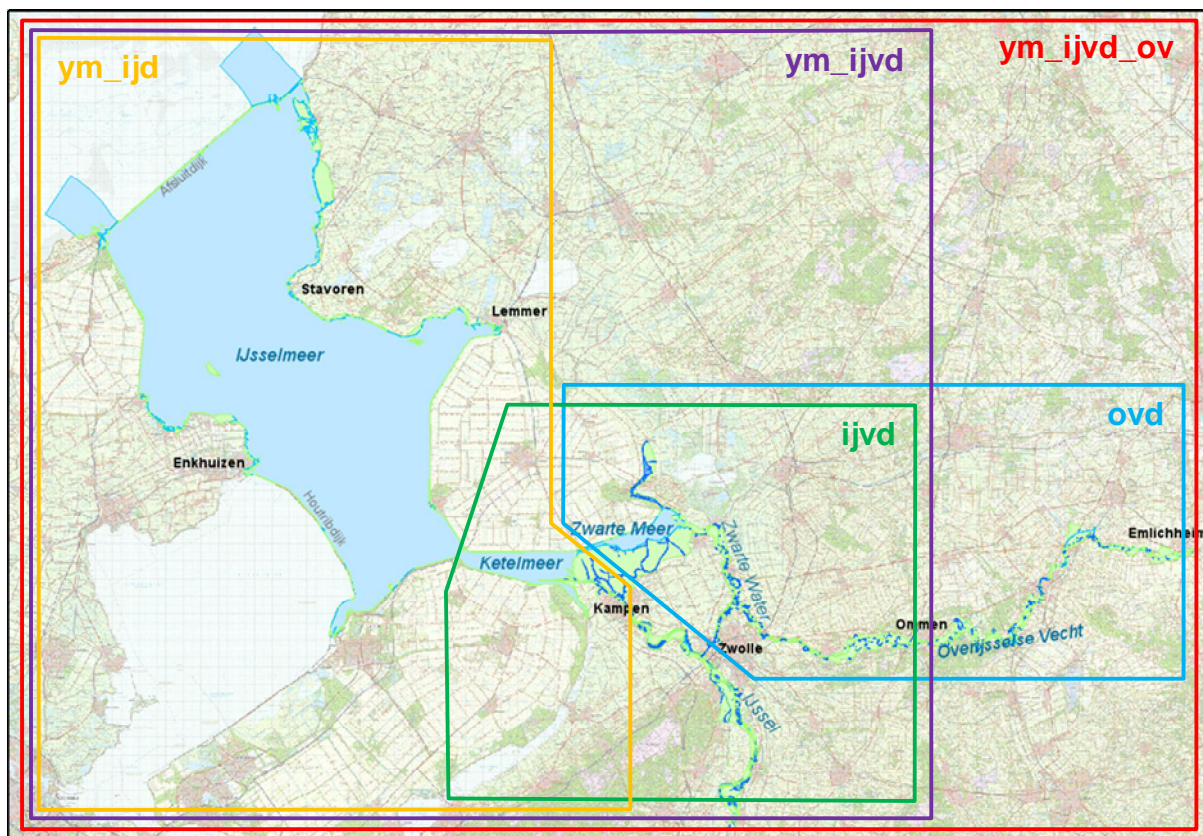 ym_ijd
ym_ijvd
ym_ijvd_ov
Afsluitdijk
Stavoren
Lemmer
IJsselmeer
ovd
ijvd
Enkhuizen
Houtribdijk
Zwarte Meer
Zwarte Water
Emlichheim
Ketelmeer
Kampen
Ommen
Overijsselse Vecht
Zwolle
IJssel